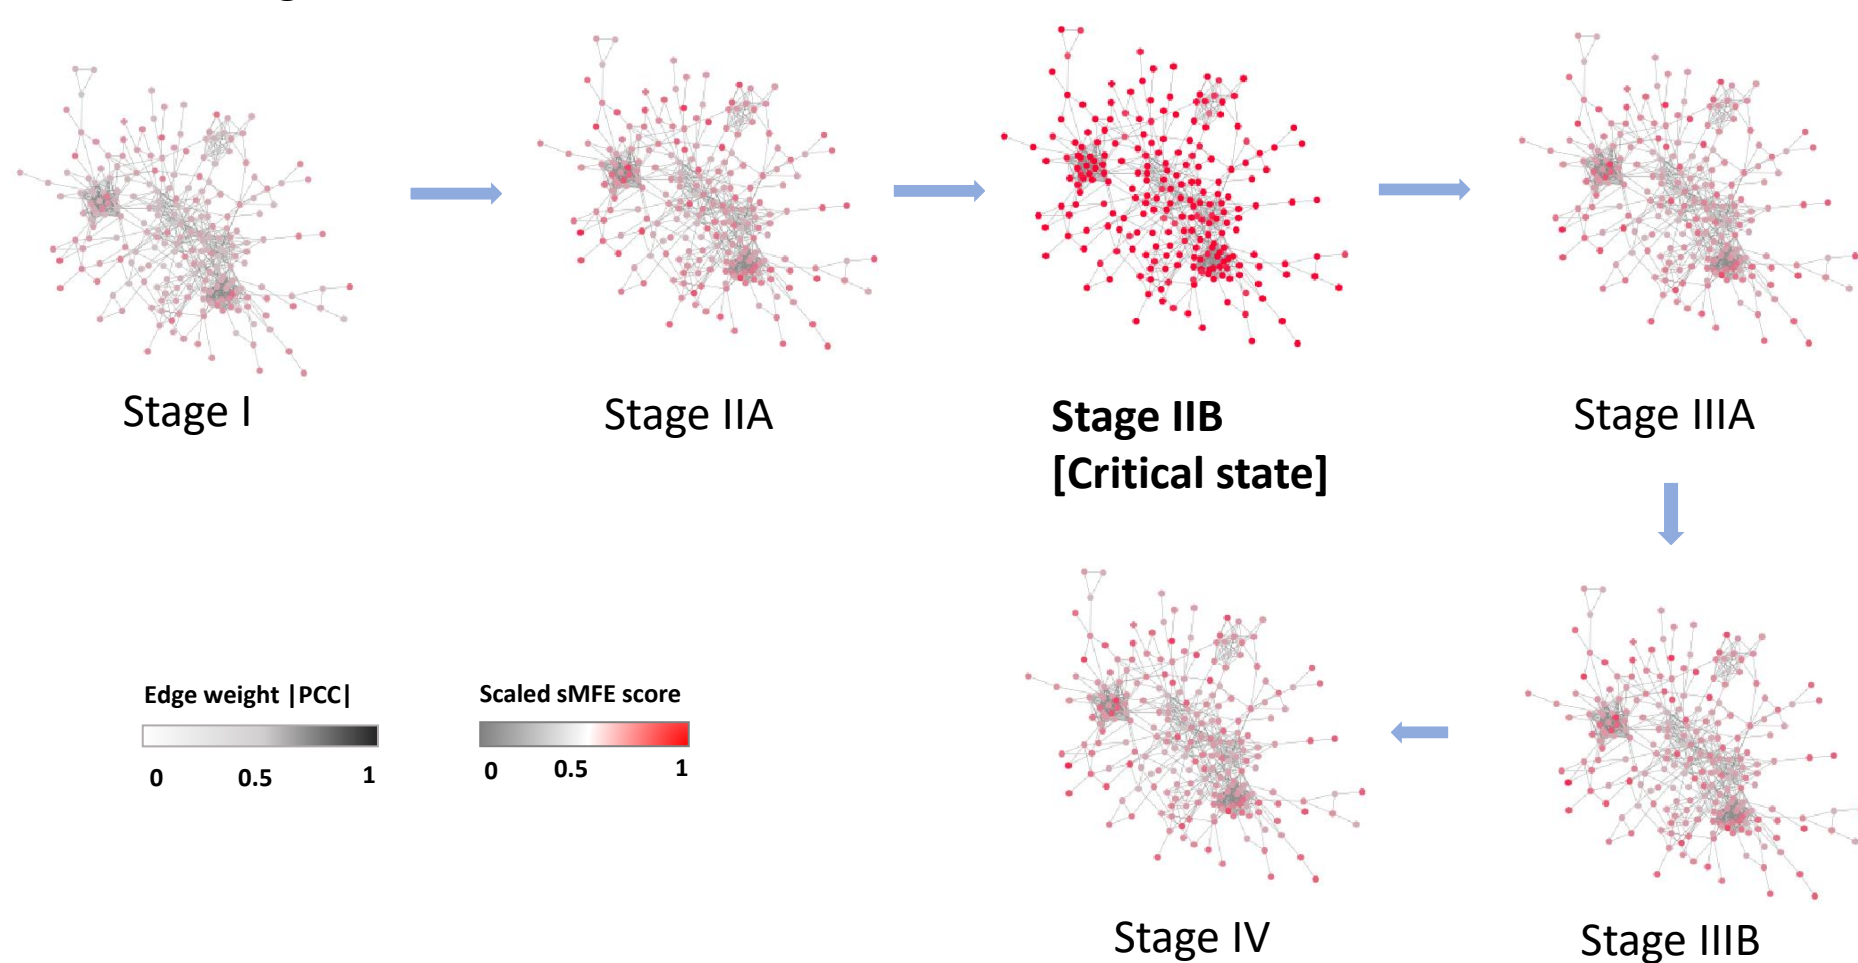 Stage I
Stage IIA
Stage IIB
[Critical state]
Stage IIIA
Edge weight |PCC|
0 0.5 1
Scaled sMFE score
0 0.5 1
Stage IV
Stage IIIB